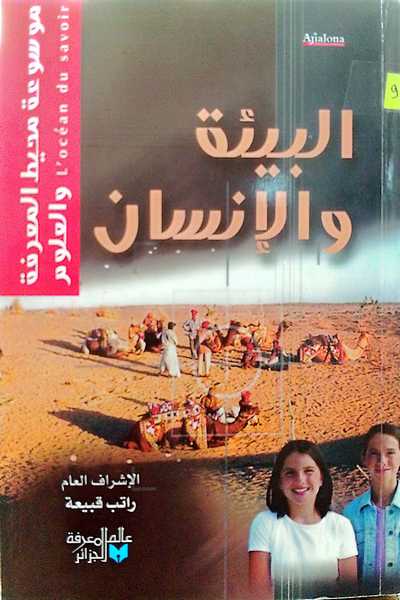 Ajialona
موسوعة محيط المعرفة
والعلوم L'océan du savoir
9
البيئة
والإنسان
الإشراف العام
راتب قبيعة
عالم المعرفة
الجزائر